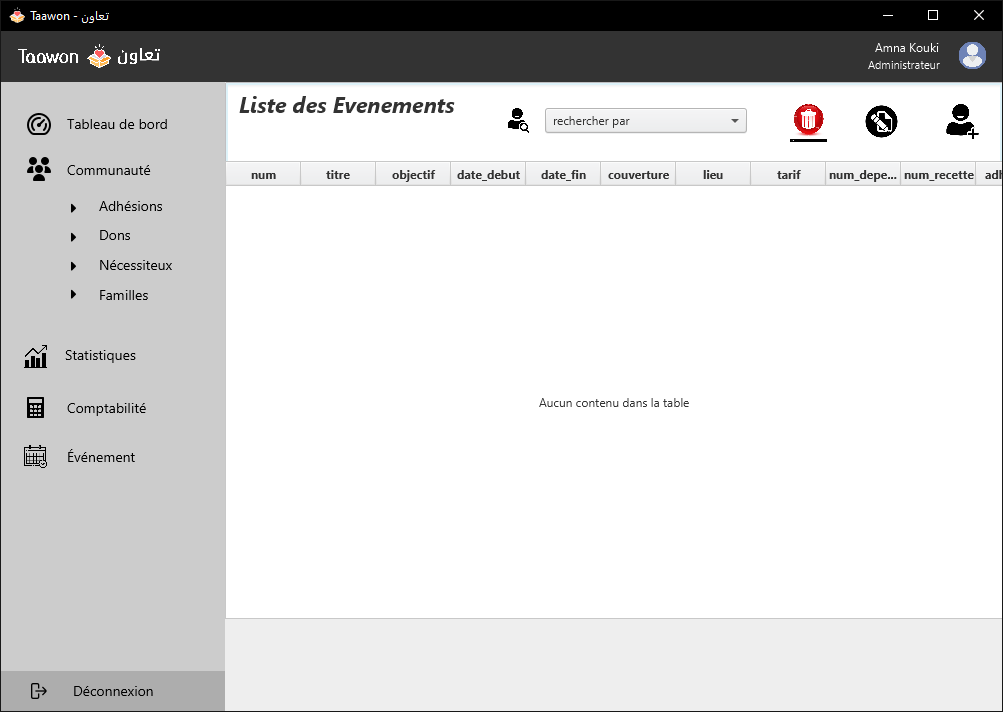 Taawon - تعاون
Taawon تعاون
Amna Kouki
Administrateur
Tableau de bord
Communauté
Adhésions
Dons
Nécessiteux
Familles
Statistiques
Comptabilité
Événement
Déconnexion
Liste des Evenements
rechercher par
num titre objectif date_debut date_fin couverture lieu tarif num_depe... num_recette adh
Aucun contenu dans la table